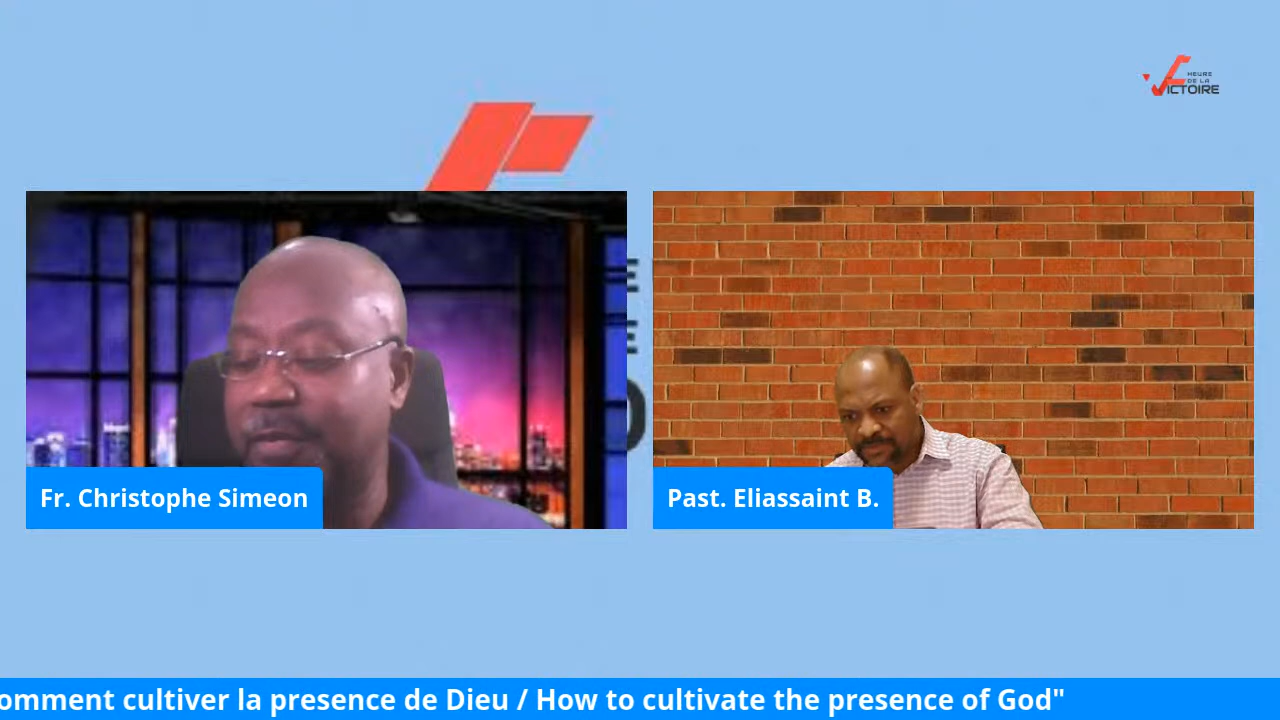 HEURE
DE LA
VICTOIRE
E
E
O
Fr. Christophe Simeon
Past. Eliassaint B.
omment cultiver la presence de Dieu / How to cultivate the presence of God"